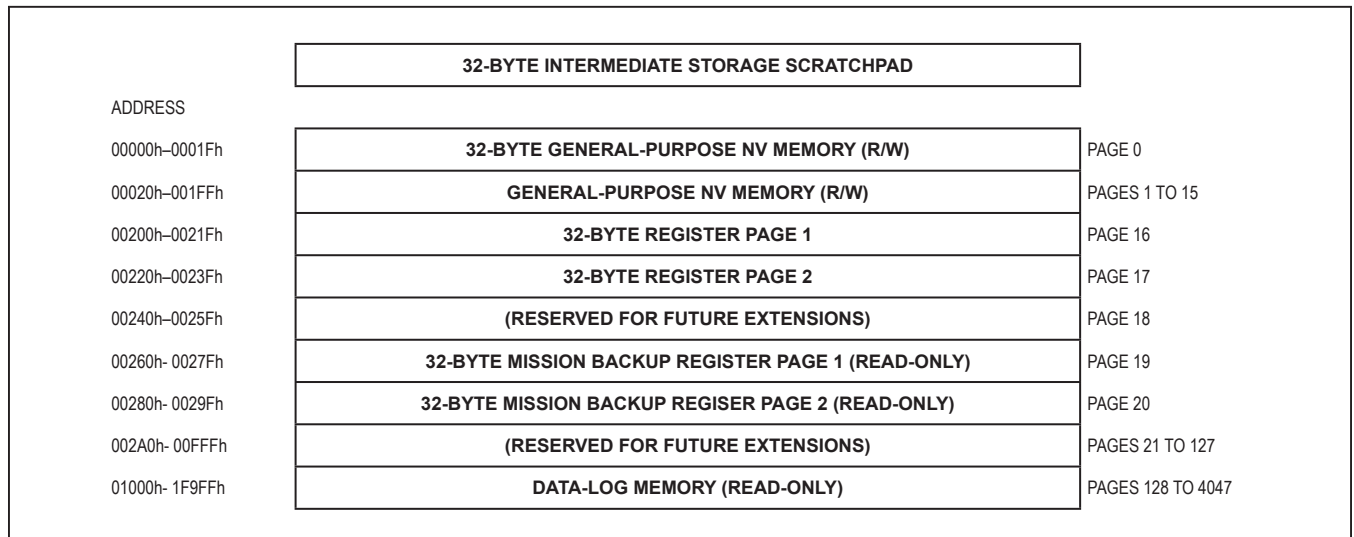 32-BYTE INTERMEDIATE STORAGE SCRATCHPAD
ADDRESS
00000h–0001Fh 32-BYTE GENERAL-PURPOSE NV MEMORY (R/W) PAGE 0
00020h–001FFh GENERAL-PURPOSE NV MEMORY (R/W) PAGES 1 TO 15
00200h–0021Fh 32-BYTE REGISTER PAGE 1 PAGE 16
00220h–0023Fh 32-BYTE REGISTER PAGE 2 PAGE 17
00240h–0025Fh (RESERVED FOR FUTURE EXTENSIONS) PAGE 18
00260h- 0027Fh 32-BYTE MISSION BACKUP REGISTER PAGE 1 (READ-ONLY) PAGE 19
00280h- 0029Fh 32-BYTE MISSION BACKUP REGISER PAGE 2 (READ-ONLY) PAGE 20
002A0h- 00FFFh (RESERVED FOR FUTURE EXTENSIONS) PAGES 21 TO 127
01000h- 1F9FFh DATA-LOG MEMORY (READ-ONLY) PAGES 128 TO 4047